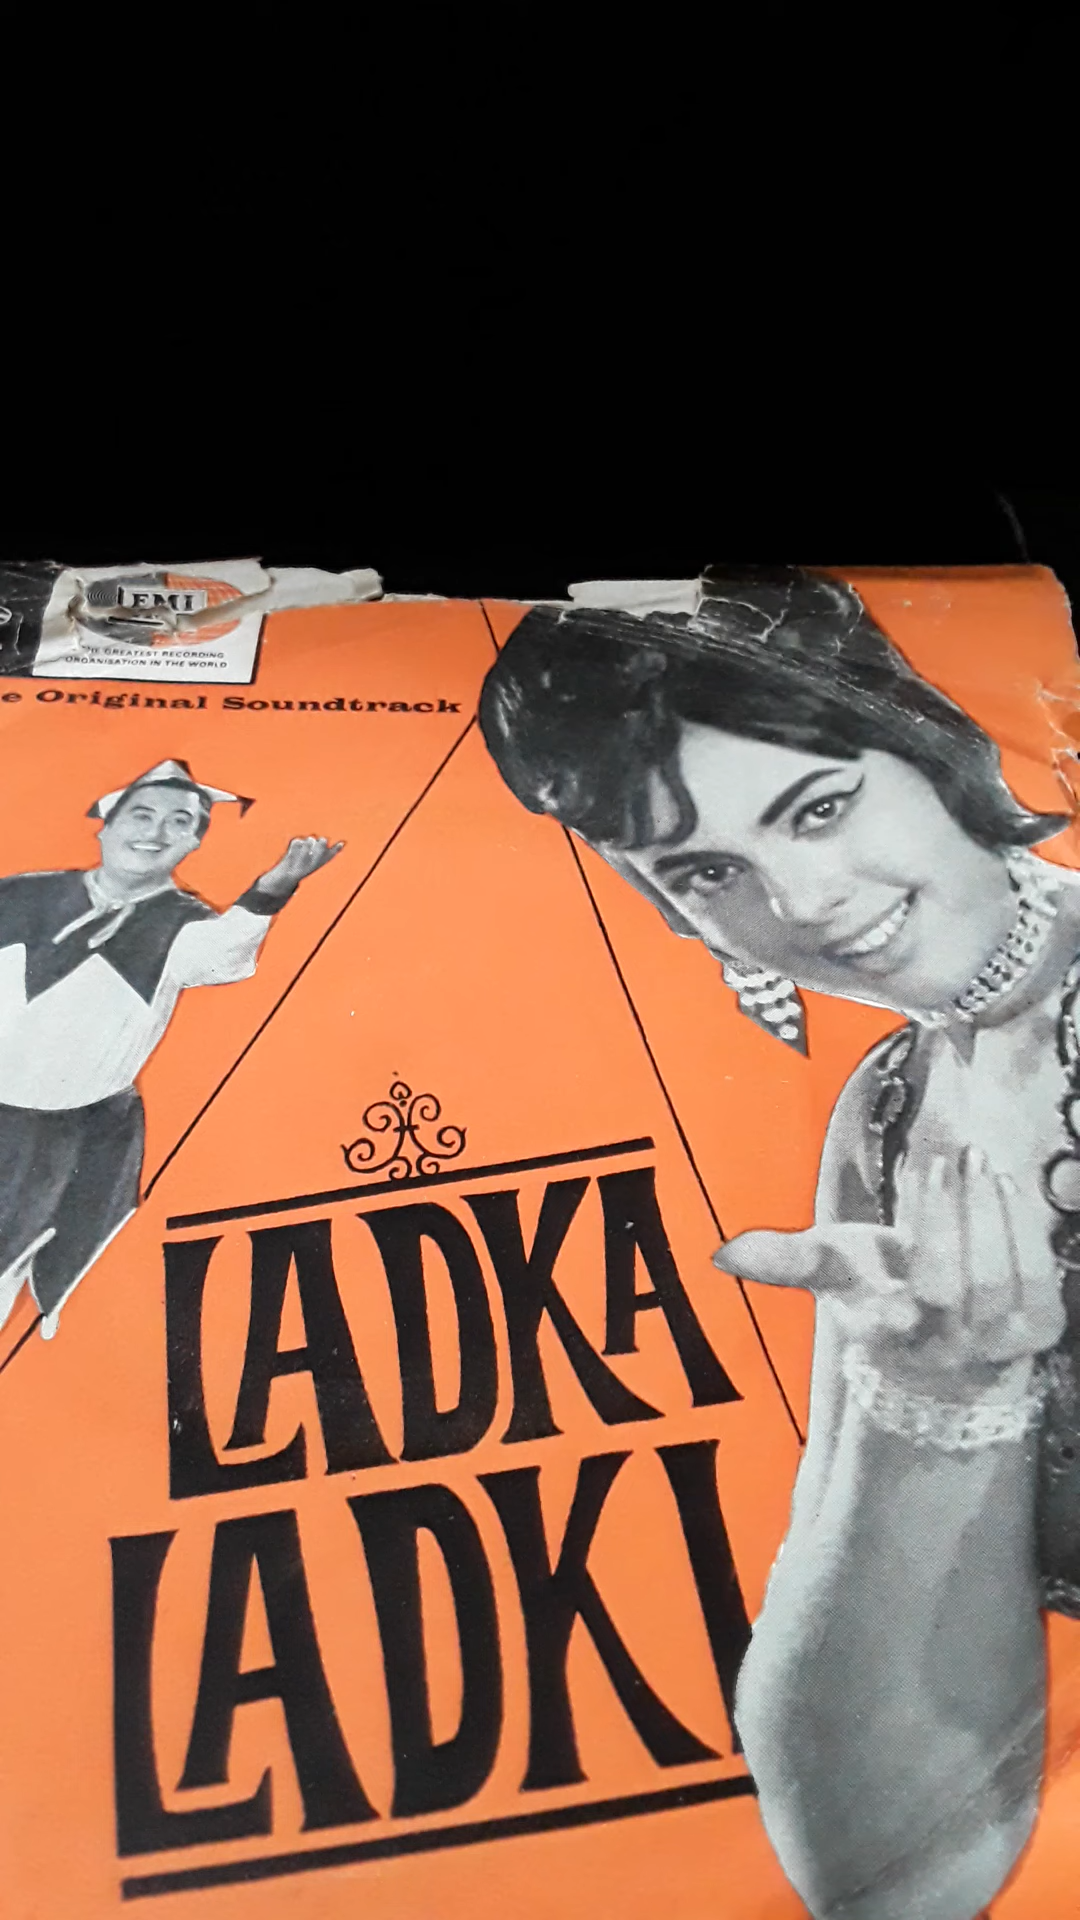 EMI
THE GREATEST RECORDING
ORGANISATION IN THE WORLD
Original Soundtrack
LADKA
LADKI